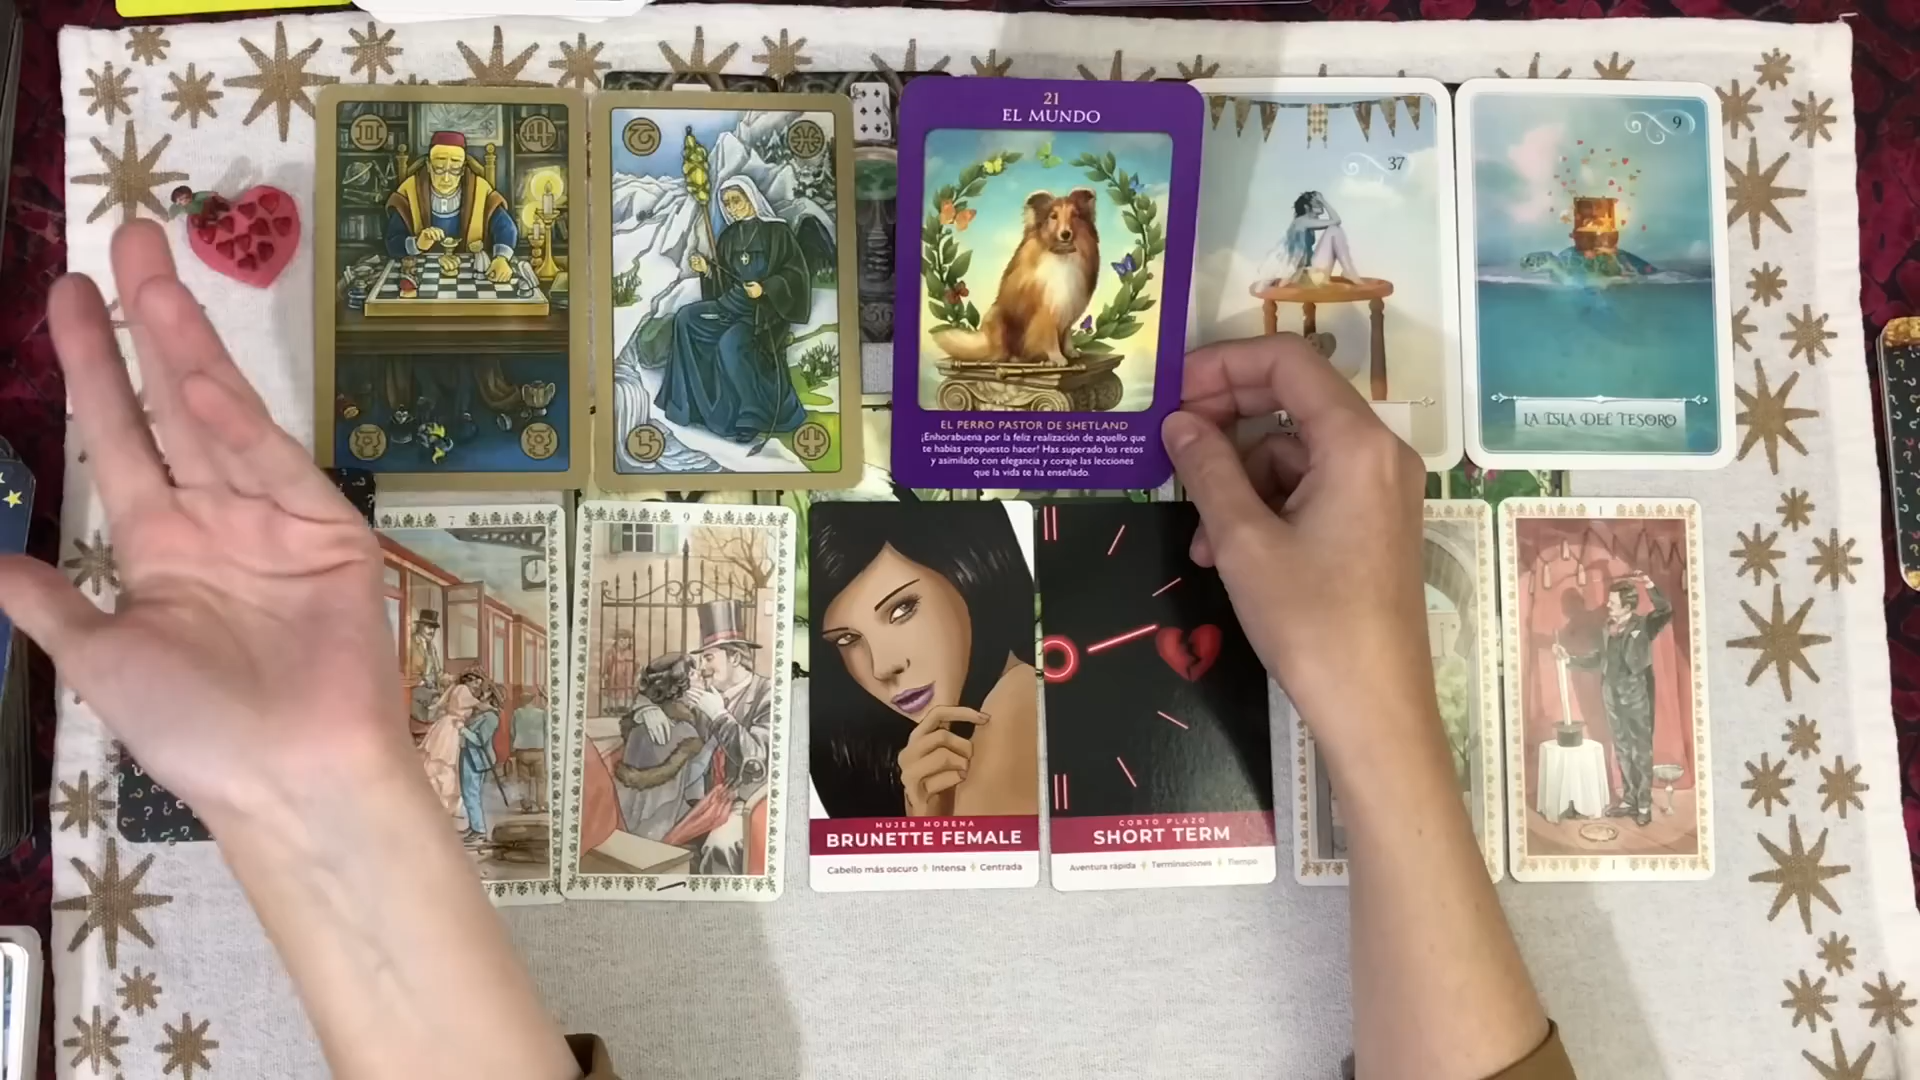 21
EL MUNDO
EL PERRO PASTOR DE SHETLAND
¡Enhorabuena por la feliz realización de aquello que
te habías propuesto hacer! Has superado los retos
y asimilado con elegancia y coraje las lecciones
que la vida te ha enseñado.
36
37
LA
9
LA ISLA DEL TESORO
7
9
MUJER MORENA
BRUNETTE FEMALE
Cabello más oscuro Intensa Centrada
CORTO PLAZO
SHORT TERM
Aventura rápida Terminaciones Tiempo
I
I